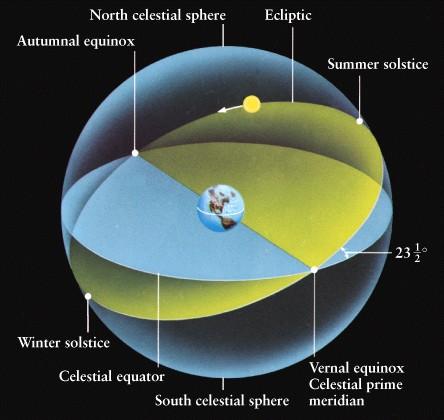 North celestial sphere
Ecliptic
Autumnal equinox
Summer solstice
23 1/2°
Winter solstice
Celestial equator
South celestial sphere
Vernal equinox
Celestial prime
meridian